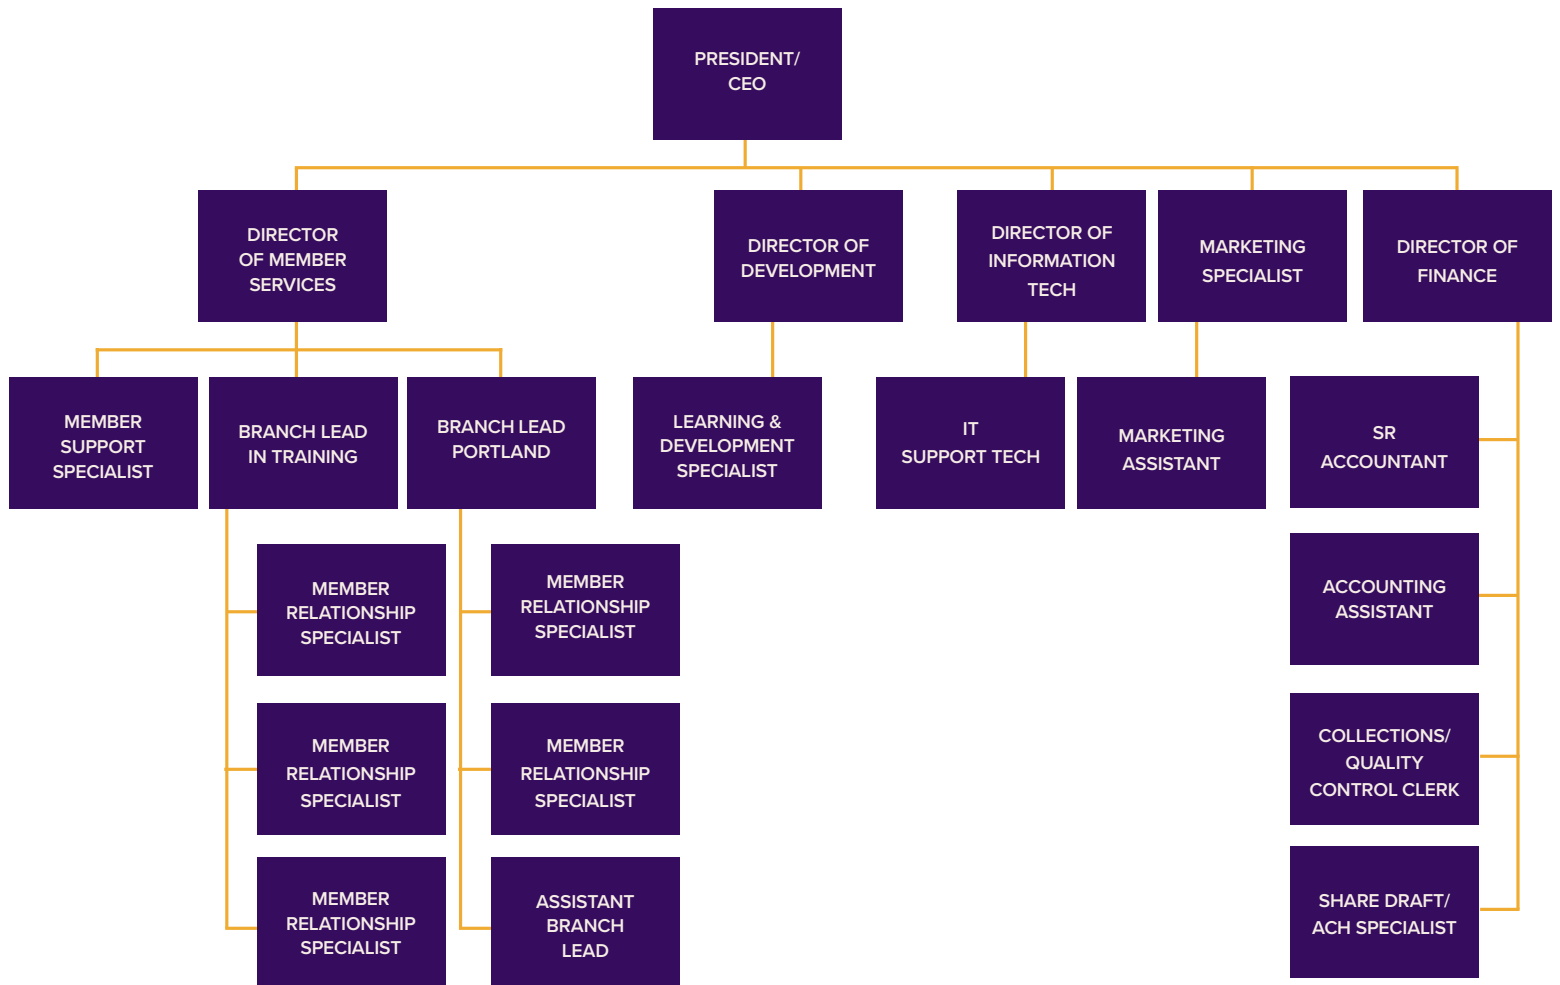 PRESIDENT/
CEO
DIRECTOR
OF MEMBER
SERVICES
DIRECTOR OF
DEVELOPMENT
DIRECTOR OF
INFORMATION
TECH
MARKETING
SPECIALIST
DIRECTOR OF
FINANCE
MEMBER
SUPPORT
SPECIALIST
BRANCH LEAD
IN TRAINING
BRANCH LEAD
PORTLAND
LEARNING &
DEVELOPMENT
SPECIALIST
IT
SUPPORT TECH
MARKETING
ASSISTANT
SR
ACCOUNTANT
MEMBER
RELATIONSHIP
SPECIALIST
MEMBER
RELATIONSHIP
SPECIALIST
ACCOUNTING
ASSISTANT
MEMBER
RELATIONSHIP
SPECIALIST
MEMBER
RELATIONSHIP
SPECIALIST
COLLECTIONS/
QUALITY
CONTROL CLERK
MEMBER
RELATIONSHIP
SPECIALIST
ASSISTANT
BRANCH
LEAD
SHARE DRAFT/
ACH SPECIALIST